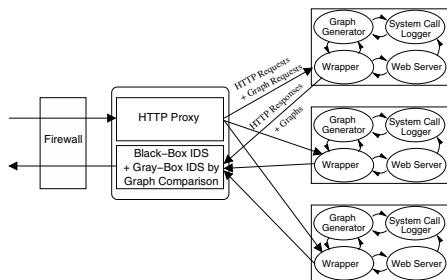 Firewall
HTTP Proxy
Black-Box IDS
+ Gray-Box IDS by
Graph Comparison
HTTP Requests
+ Graph Requests
HTTP Responses
+ Graphs
Graph
Generator
System Call
Logger
Wrapper
Web Server
Graph
Generator
System Call
Logger
Wrapper
Web Server
Graph
Generator
System Call
Logger
Wrapper
Web Server